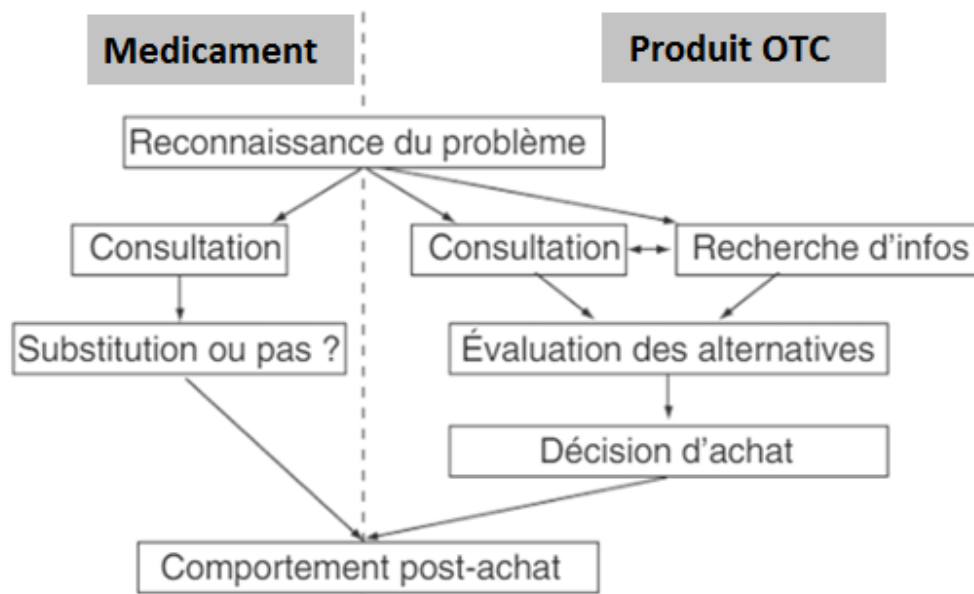 Medicament
Produit OTC
Reconnaissance du problème
Consultation
Consultation
Recherche d'infos
Substitution ou pas ?
Évaluation des alternatives
Décision d'achat
Comportement post-achat